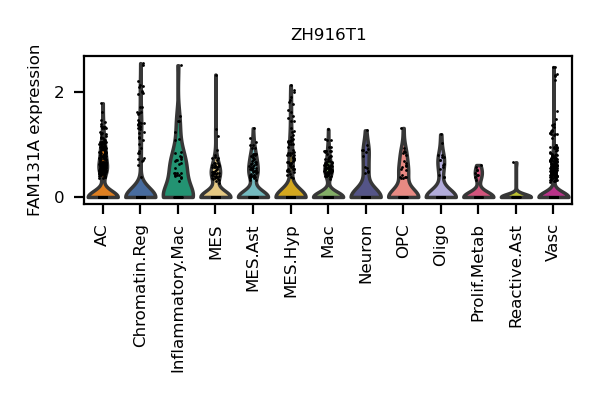 ZH916T1
FAM131A expression
2
0
AC
Chromatin.Reg
Inflammatory.Mac
MES
MES.Ast
MES.Hyp
Mac
Neuron
OPC
Oligo
Prolif.Metab
Reactive.Ast
Vasc